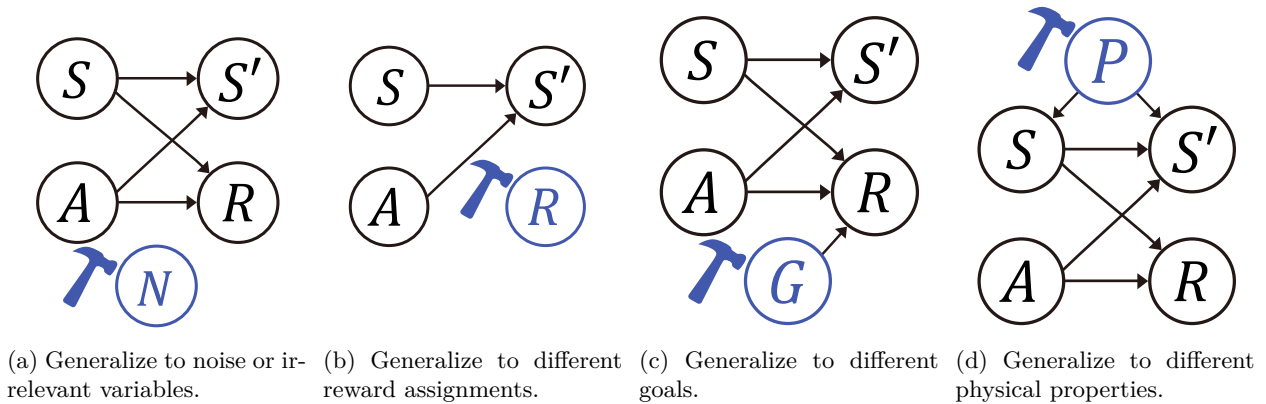 S S′
A R
N
(a) Generalize to noise or ir-
relevant variables.
S S′
A R
(b) Generalize to different
reward assignments.
S S′
A R
G
(c) Generalize to different
goals.
P
S S′
A R
(d) Generalize to different
physical properties.